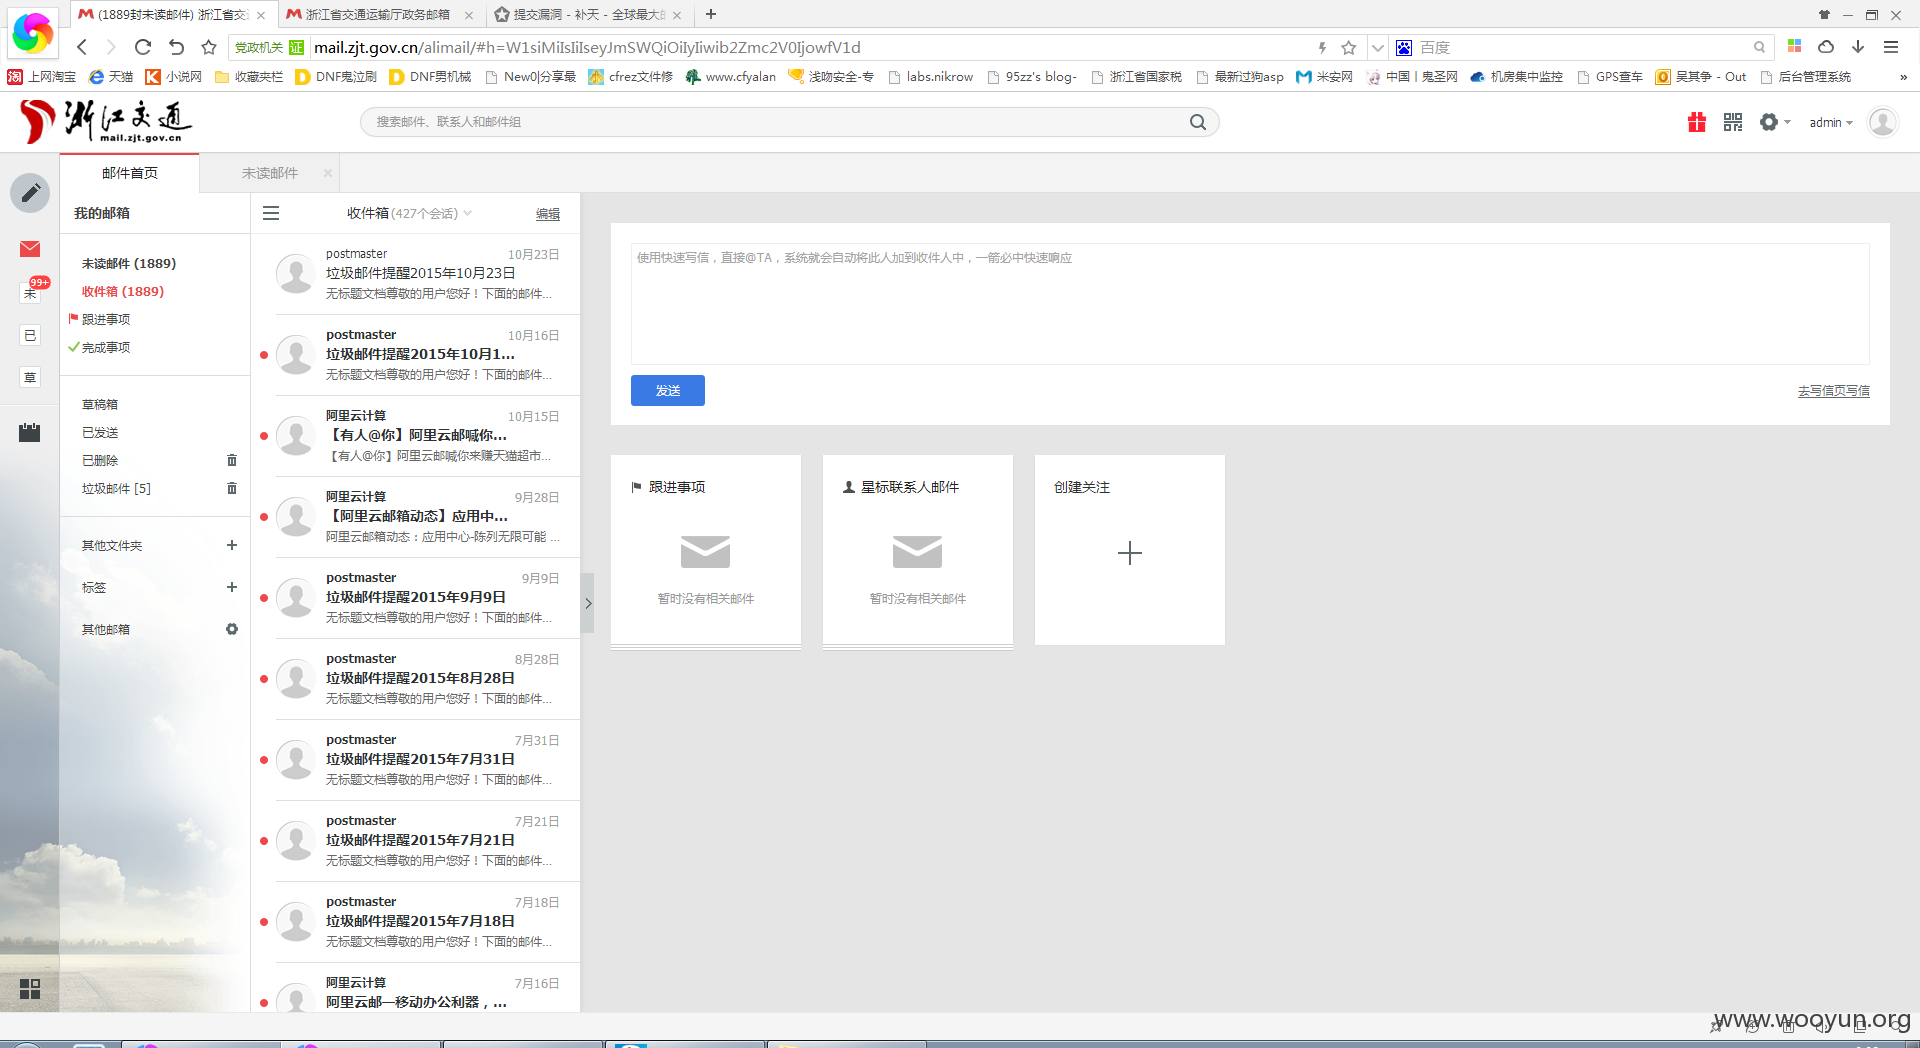 (1889封未读邮件) 浙江省交
浙江省交通运输厅政务邮箱
提交漏洞 - 补天 - 全球最大的
党政机关 证 mail.zjt.gov.cn/alimail/#h=W1siMiIsIiIseyJmSWQiOiIyIiwib2Zmc2V0IjowfV1d
百度
上网淘宝 天猫 小说网 收藏夹栏 DNF鬼泣刷 DNF男机械 New0|分享最 cfrez文件修 www.cfyalan 浅吻安全-专 labs.nikrow 95zz's blog- 浙江省国家税 最新过狗asp 米安网 中国丨鬼圣网 机房集中监控 GPS查车 吴其争 - Out 后台管理系统 »
浙江交通
mail.zjt.gov.cn
搜索邮件、联系人和邮件组
admin
邮件首页
未读邮件
我的邮箱
收件箱 (427个会话)
编辑
99+
未
已
草
未读邮件 (1889)
收件箱 (1889)
跟进事项
完成事项
草稿箱
已发送
已删除
垃圾邮件 [5]
其他文件夹
标签
其他邮箱
postmaster 10月23日
垃圾邮件提醒2015年10月23日
无标题文档尊敬的用户您好！下面的邮件...
postmaster 10月16日
垃圾邮件提醒2015年10月1...
无标题文档尊敬的用户您好！下面的邮件...
阿里云计算 10月15日
【有人@你】阿里云邮喊你...
【有人@你】阿里云邮喊你来赚天猫超市...
阿里云计算 9月28日
【阿里云邮箱动态】应用中...
阿里云邮箱动态：应用中心-陈列无限可能 ...
postmaster 9月9日
垃圾邮件提醒2015年9月9日
无标题文档尊敬的用户您好！下面的邮件...
postmaster 8月28日
垃圾邮件提醒2015年8月28日
无标题文档尊敬的用户您好！下面的邮件...
postmaster 7月31日
垃圾邮件提醒2015年7月31日
无标题文档尊敬的用户您好！下面的邮件...
postmaster 7月21日
垃圾邮件提醒2015年7月21日
无标题文档尊敬的用户您好！下面的邮件...
postmaster 7月18日
垃圾邮件提醒2015年7月18日
无标题文档尊敬的用户您好！下面的邮件...
阿里云计算 7月16日
阿里云邮—移动办公利器，...
使用快速写信，直接@TA，系统就会自动将此人加到收件人中，一箭必中快速响应
发送
去写信页写信
跟进事项
暂时没有相关邮件
星标联系人邮件
暂时没有相关邮件
创建关注
www.wooyun.org